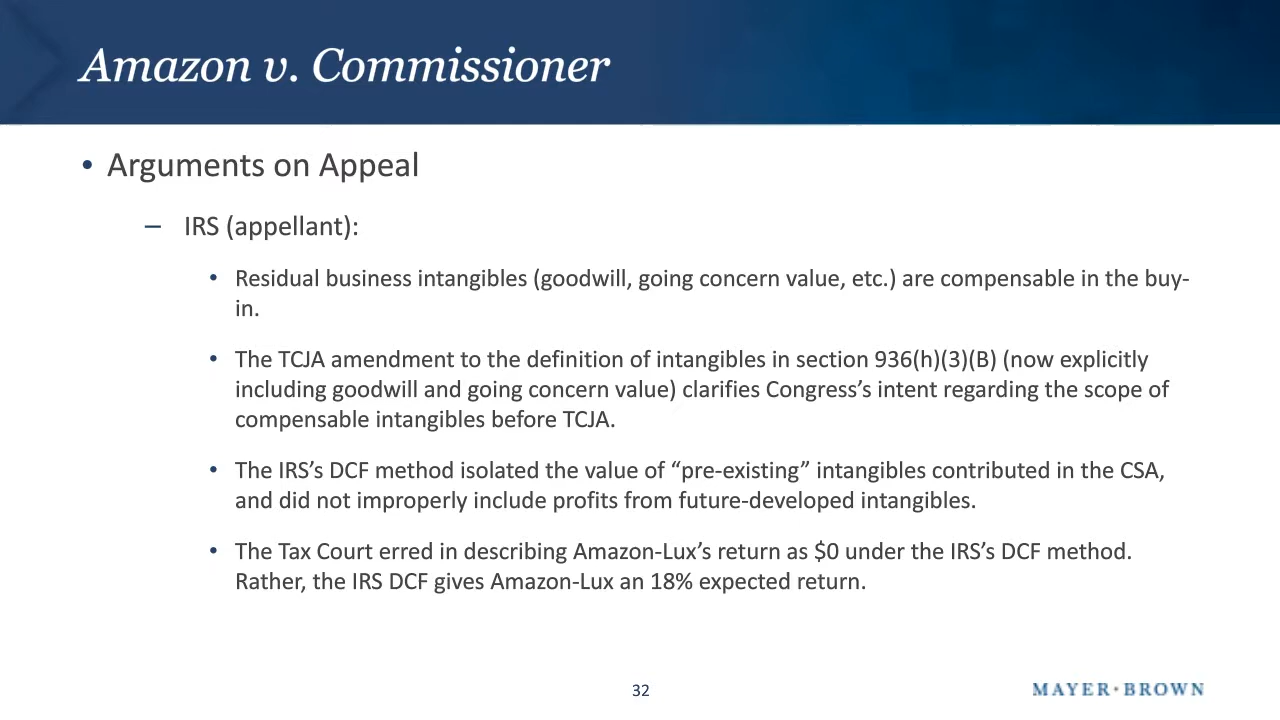 Amazon v. Commissioner
• Arguments on Appeal
– IRS (appellant):
• Residual business intangibles (goodwill, going concern value, etc.) are compensable in the buy-
in.
• The TCJA amendment to the definition of intangibles in section 936(h)(3)(B) (now explicitly
including goodwill and going concern value) clarifies Congress’s intent regarding the scope of
compensable intangibles before TCJA.
• The IRS’s DCF method isolated the value of “pre-existing” intangibles contributed in the CSA,
and did not improperly include profits from future-developed intangibles.
• The Tax Court erred in describing Amazon-Lux’s return as $0 under the IRS’s DCF method.
Rather, the IRS DCF gives Amazon-Lux an 18% expected return.
32
MAYER·BROWN